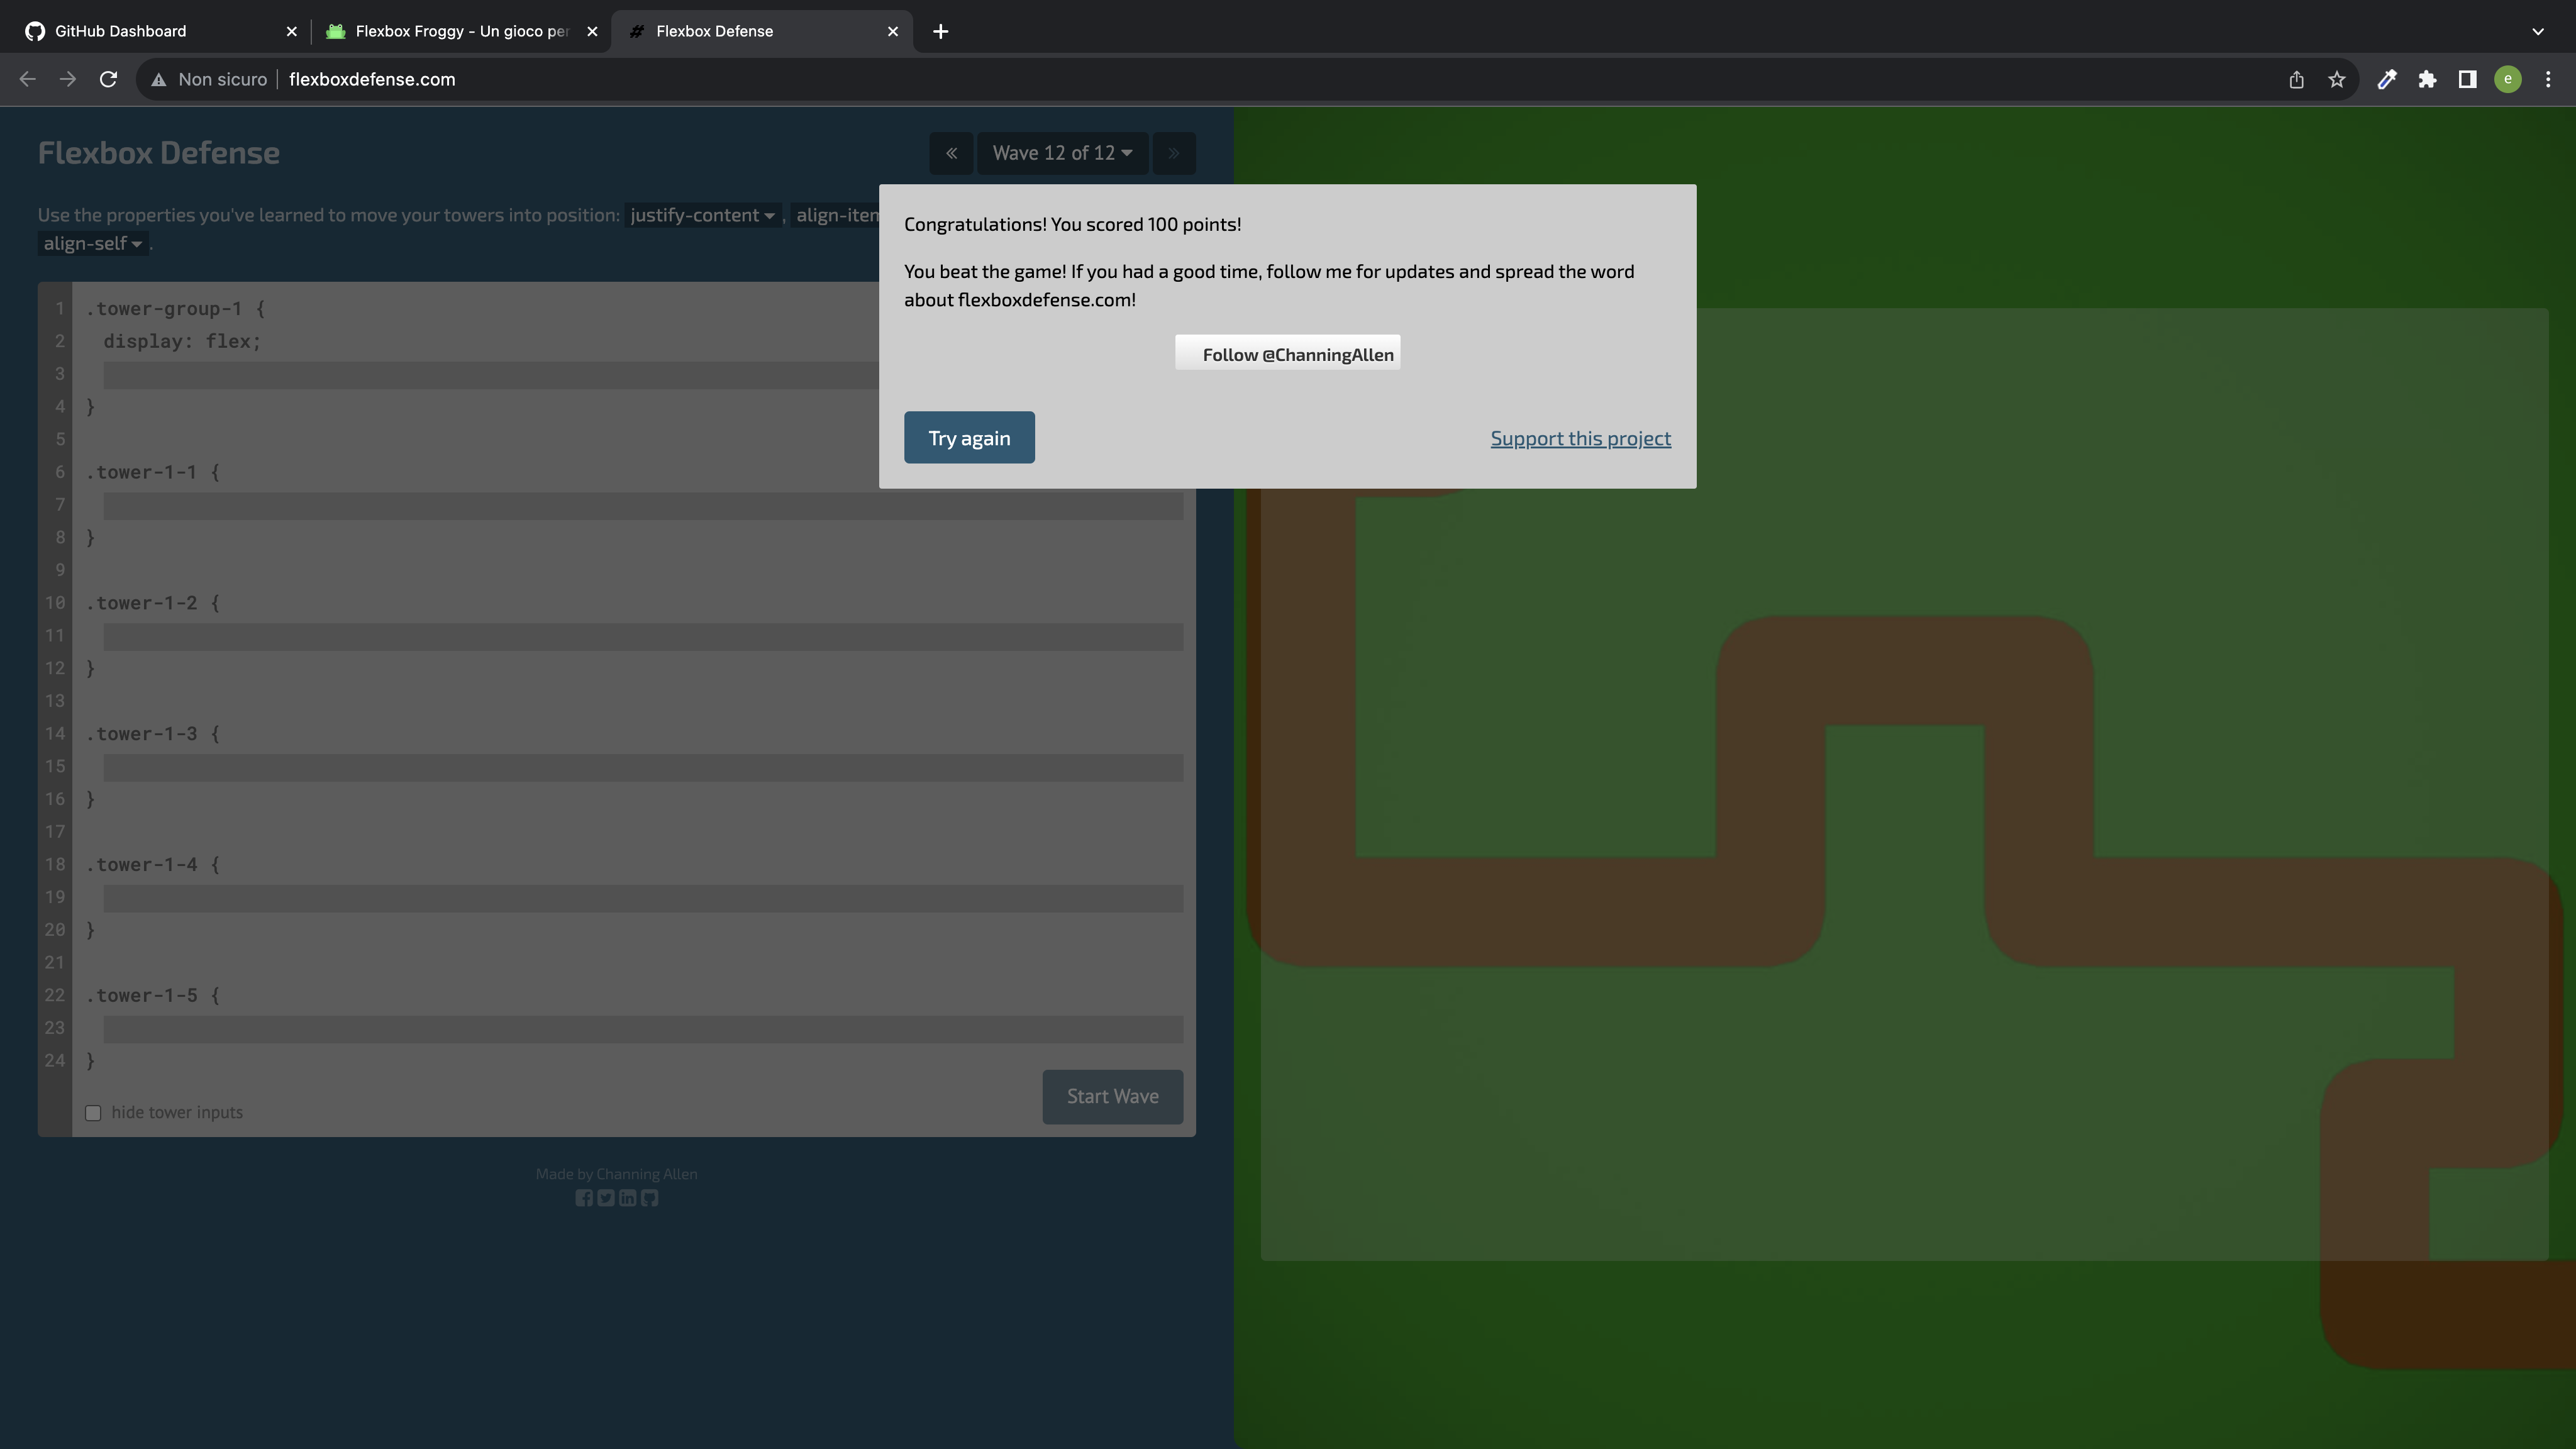 GitHub Dashboard
Flexbox Froggy - Un gioco per
Flexbox Defense
Non sicuro
flexboxdefense.com
e
Flexbox Defense
«
Wave 12 of 12
»
Use the properties you've learned to move your towers into position: justify-content , align-item
align-self .
Congratulations! You scored 100 points!
You beat the game! If you had a good time, follow me for updates and spread the word
about flexboxdefense.com!
Follow @ChanningAllen
Try again
Support this project
1 .tower-group-1 {
2 display: flex;
3
4 }
5
6 .tower-1-1 {
7
8 }
9
10 .tower-1-2 {
11
12 }
13
14 .tower-1-3 {
15
16 }
17
18 .tower-1-4 {
19
20 }
21
22 .tower-1-5 {
23
24 }
hide tower inputs
Start Wave
Made by Channing Allen